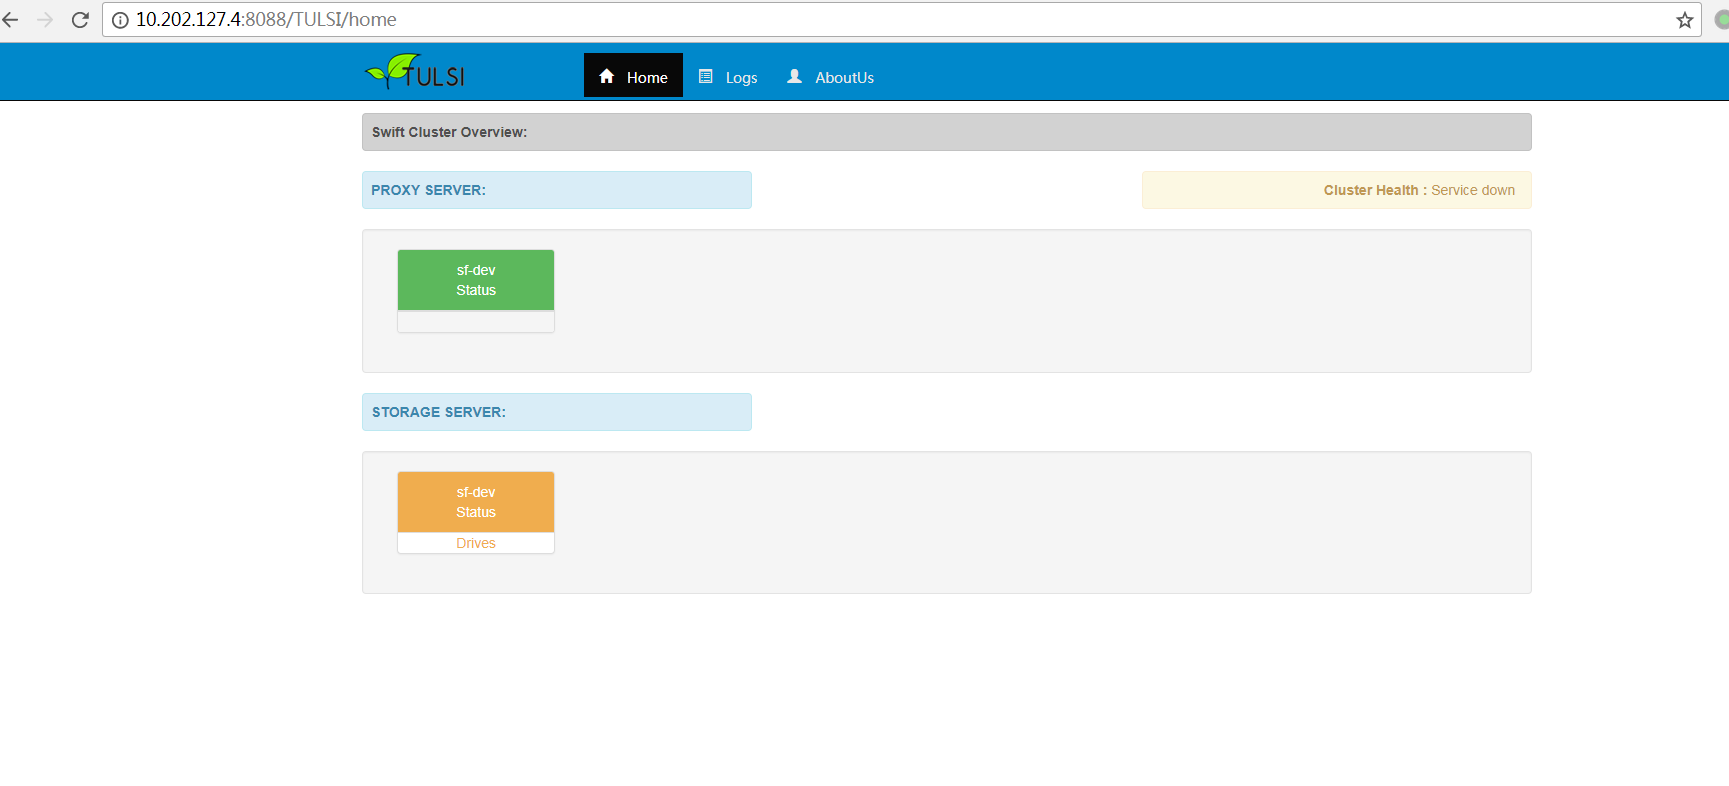 10.202.127.4:8088/TULSI/home
TULSI
Home Logs AboutUs
Swift Cluster Overview:
PROXY SERVER:
Cluster Health : Service down
sf-dev
Status
STORAGE SERVER:
sf-dev
Status
Drives